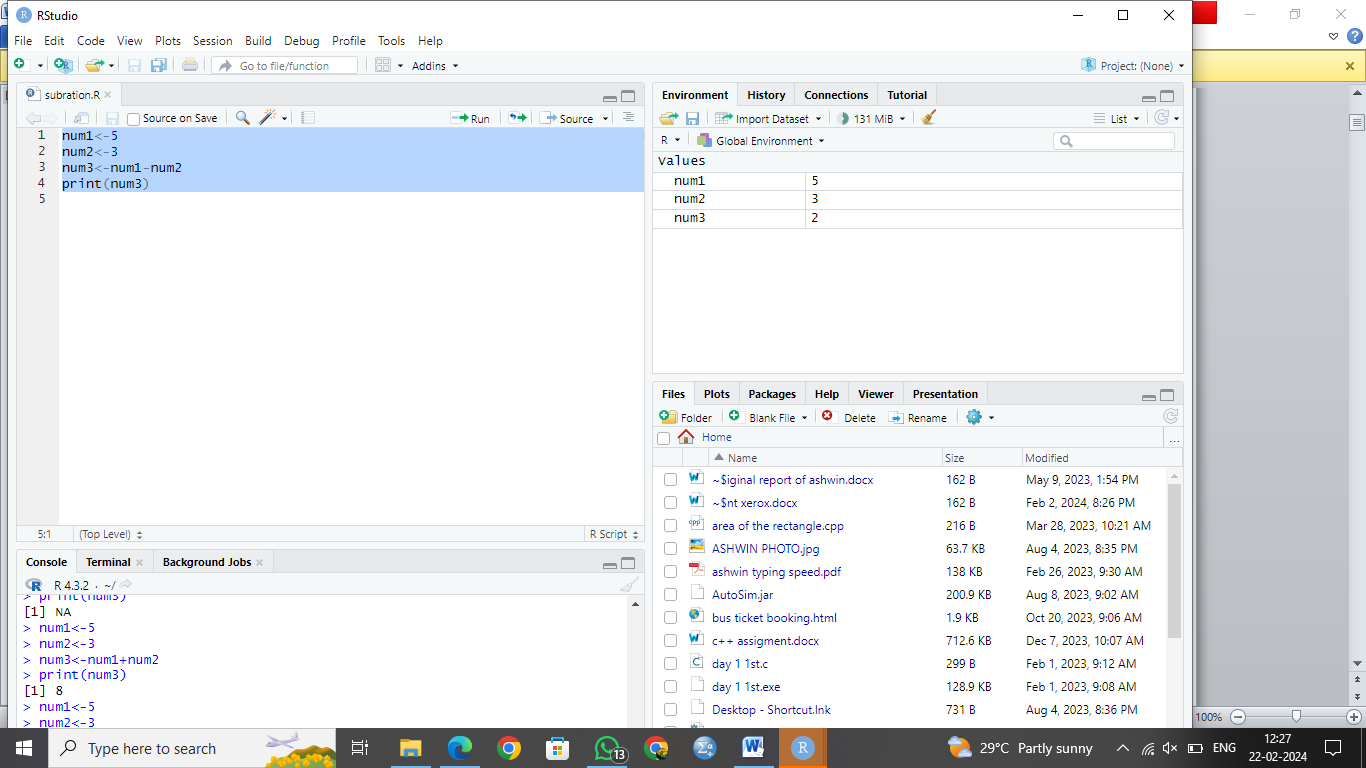 RStudio
File Edit Code View Plots Session Build Debug Profile Tools Help
Go to file/function Addins Project: (None)
subration.R
Source on Save Run Source
1 num1<-5
2 num2<-3
3 num3<-num1-num2
4 print(num3)
5
5:1 (Top Level) R Script
Console Terminal Background Jobs
R 4.3.2 · ~/
> print(num3)
[1] NA
> num1<-5
> num2<-3
> num3<-num1+num2
> print(num3)
[1] 8
> num1<-5
> num2<-3
Environment History Connections Tutorial
Import Dataset 131 MiB List
R Global Environment
Values
num1 5
num2 3
num3 2
Files Plots Packages Help Viewer Presentation
Folder Blank File Delete Rename
Home ...
Name Size Modified
~$iginal report of ashwin.docx 162 B May 9, 2023, 1:54 PM
~$nt xerox.docx 162 B Feb 2, 2024, 8:26 PM
area of the rectangle.cpp 216 B Mar 28, 2023, 10:21 AM
ASHWIN PHOTO.jpg 63.7 KB Aug 4, 2023, 8:35 PM
ashwin typing speed.pdf 138 KB Feb 26, 2023, 9:30 AM
AutoSim.jar 200.9 KB Aug 8, 2023, 9:02 AM
bus ticket booking.html 1.9 KB Oct 20, 2023, 9:06 AM
c++ assigment.docx 712.6 KB Dec 7, 2023, 10:07 AM
day 1 1st.c 299 B Feb 1, 2023, 9:12 AM
day 1 1st.exe 128.9 KB Feb 1, 2023, 9:08 AM
Desktop - Shortcut.lnk 731 B Aug 4, 2023, 8:36 PM
100%
Type here to search 13 29°C Partly sunny ENG 12:27
22-02-2024